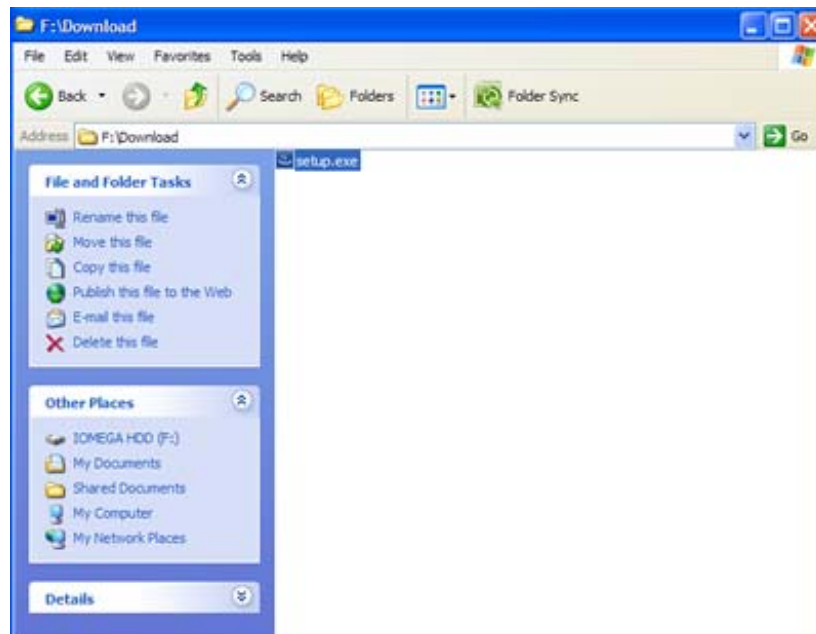 F:\Download
File Edit View Favorites Tools Help
Back Search Folders Folder Sync
Address F:\Download Go
setup.exe
File and Folder Tasks
Rename this file
Move this file
Copy this file
Publish this file to the Web
E-mail this file
Delete this file
Other Places
IOMEGA HDD (F:)
My Documents
Shared Documents
My Computer
My Network Places
Details